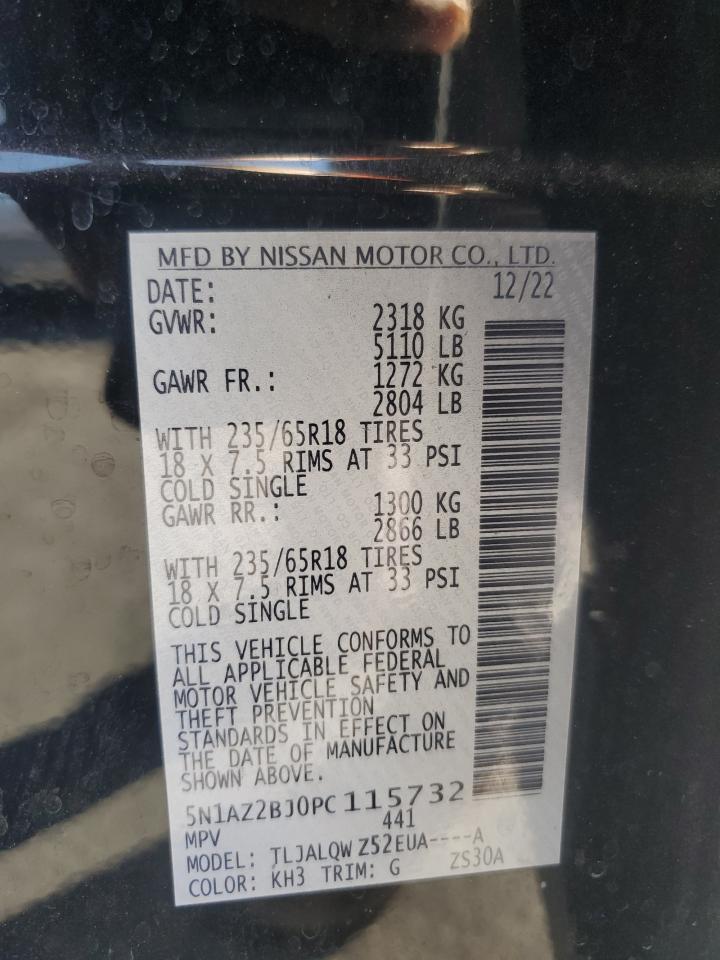 MFD BY NISSAN MOTOR CO., LTD.
DATE: 12/22
GVWR: 2318 KG
5110 LB
GAWR FR.: 1272 KG
2804 LB
WITH 235/65R18 TIRES
18 X 7.5 RIMS AT 33 PSI
COLD SINGLE
GAWR RR.: 1300 KG
2866 LB
WITH 235/65R18 TIRES
18 X 7.5 RIMS AT 33 PSI
COLD SINGLE
THIS VEHICLE CONFORMS TO
ALL APPLICABLE FEDERAL
MOTOR VEHICLE SAFETY AND
THEFT PREVENTION
STANDARDS IN EFFECT ON
THE DATE OF MANUFACTURE
SHOWN ABOVE.
5N1AZ2BJ0PC115732
MPV 441
MODEL: TLJALQW Z52EUA----A
COLOR: KH3 TRIM: G ZS30A